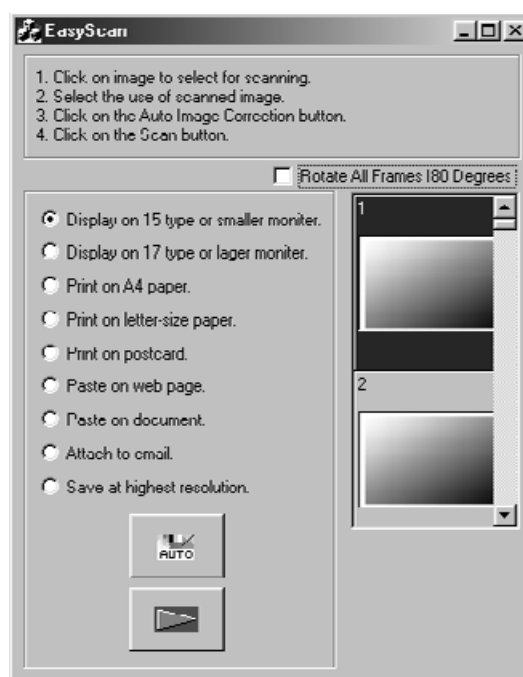 EasyScan
1. Click on image to select for scanning.
2. Select the use of scanned image.
3. Click on the Auto Image Correction button.
4. Click on the Scan button.
Rotate All Frames 180 Degrees
Display on 15 type or smaller moniter.
Display on 17 type or lager moniter.
Print on A4 paper.
Print on letter-size paper.
Print on postcard.
Paste on web page.
Paste on document.
Attach to email.
Save at highest resolution.
AUTO
1
2